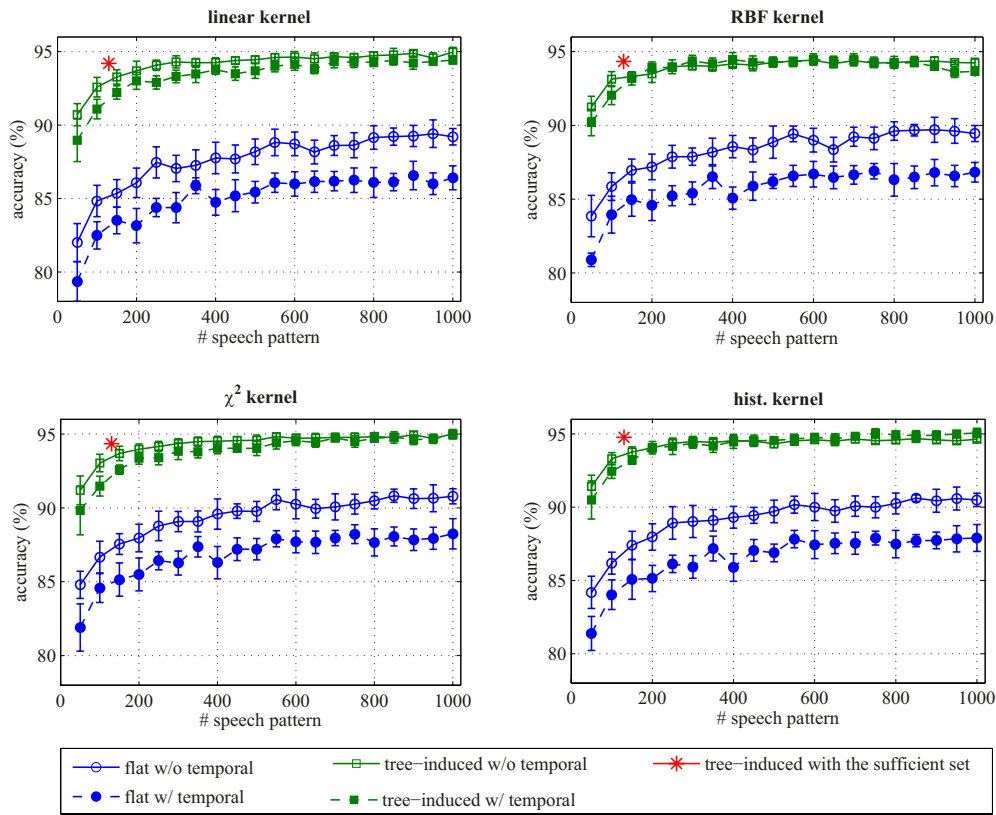 linear kernel
95
90
85
80
accuracy (%)
0 200 400 600 800 1000
# speech pattern
RBF kernel
95
90
85
80
accuracy (%)
0 200 400 600 800 1000
# speech pattern
χ² kernel
95
90
85
80
accuracy (%)
0 200 400 600 800 1000
# speech pattern
hist. kernel
95
90
85
80
accuracy (%)
0 200 400 600 800 1000
# speech pattern
flat w/o temporal
flat w/ temporal
tree−induced w/o temporal
tree−induced w/ temporal
tree−induced with the sufficient set